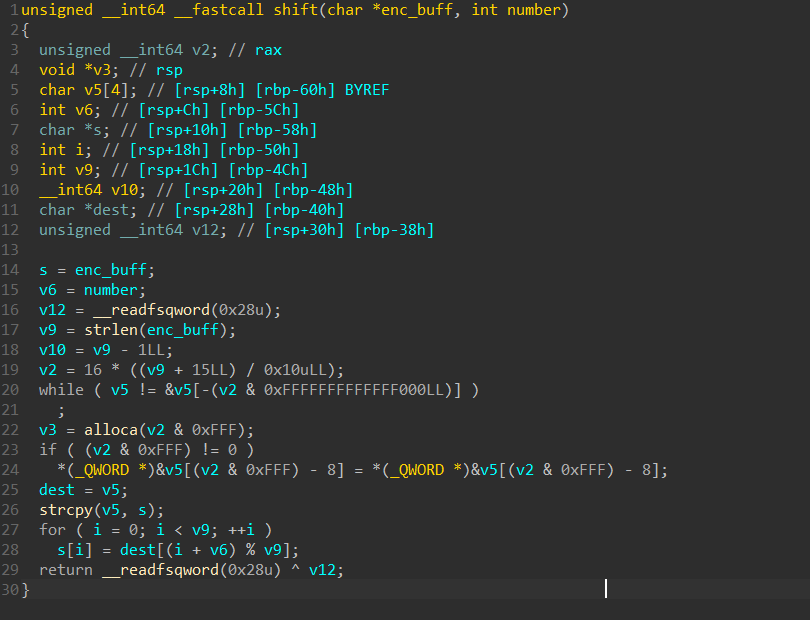 1 unsigned __int64 __fastcall shift(char *enc_buff, int number)
2 {
3   unsigned __int64 v2; // rax
4   void *v3; // rsp
5   char v5[4]; // [rsp+8h] [rbp-60h] BYREF
6   int v6; // [rsp+Ch] [rbp-5Ch]
7   char *s; // [rsp+10h] [rbp-58h]
8   int i; // [rsp+18h] [rbp-50h]
9   int v9; // [rsp+1Ch] [rbp-4Ch]
10   __int64 v10; // [rsp+20h] [rbp-48h]
11   char *dest; // [rsp+28h] [rbp-40h]
12   unsigned __int64 v12; // [rsp+30h] [rbp-38h]
13
14   s = enc_buff;
15   v6 = number;
16   v12 = __readfsqword(0x28u);
17   v9 = strlen(enc_buff);
18   v10 = v9 - 1LL;
19   v2 = 16 * ((v9 + 15LL) / 0x10uLL);
20   while ( v5 != &v5[-(v2 & 0xFFFFFFFFFFFFF000LL)] )
21     ;
22   v3 = alloca(v2 & 0xFFF);
23   if ( (v2 & 0xFFF) != 0 )
24     *(_QWORD *)&v5[(v2 & 0xFFF) - 8] = *(_QWORD *)&v5[(v2 & 0xFFF) - 8];
25   dest = v5;
26   strcpy(v5, s);
27   for ( i = 0; i < v9; ++i )
28     s[i] = dest[(i + v6) % v9];
29   return __readfsqword(0x28u) ^ v12;
30 }